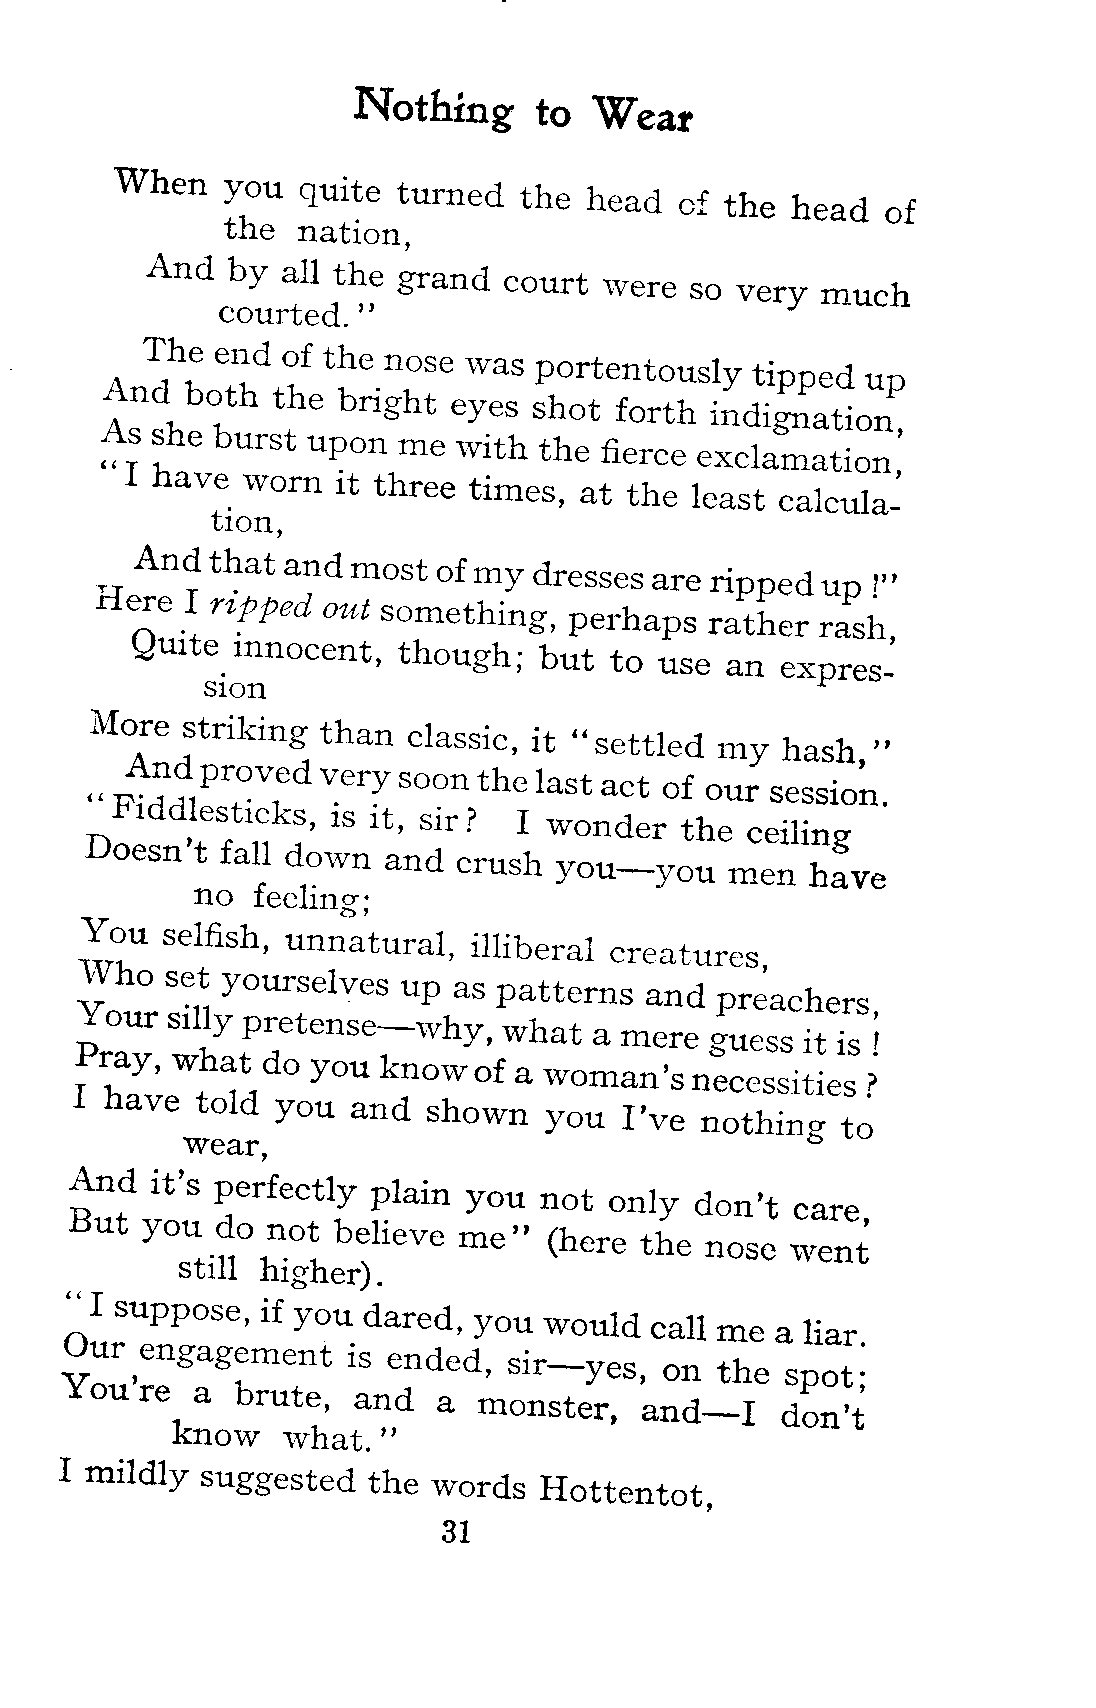 Nothing to Wear
When you quite turned the head of the head of
the nation,
And by all the grand court were so very much
courted."
The end of the nose was portentously tipped up
And both the bright eyes shot forth indignation,
As she burst upon me with the fierce exclamation,
"I have worn it three times, at the least calcula-
tion,
And that and most of my dresses are ripped up!"
Here I ripped out something, perhaps rather rash,
Quite innocent, though; but to use an expres-
sion
More striking than classic, it "settled my hash,"
And proved very soon the last act of our session.
"Fiddlesticks, is it, sir? I wonder the ceiling
Doesn't fall down and crush you—you men have
no feeling;
You selfish, unnatural, illiberal creatures,
Who set yourselves up as patterns and preachers,
Your silly pretense—why, what a mere guess it is!
Pray, what do you know of a woman's necessities?
I have told you and shown you I've nothing to
wear,
And it's perfectly plain you not only don't care,
But you do not believe me" (here the nose went
still higher).
"I suppose, if you dared, you would call me a liar.
Our engagement is ended, sir—yes, on the spot;
You're a brute, and a monster, and—I don't
know what."
I mildly suggested the words Hottentot,
31